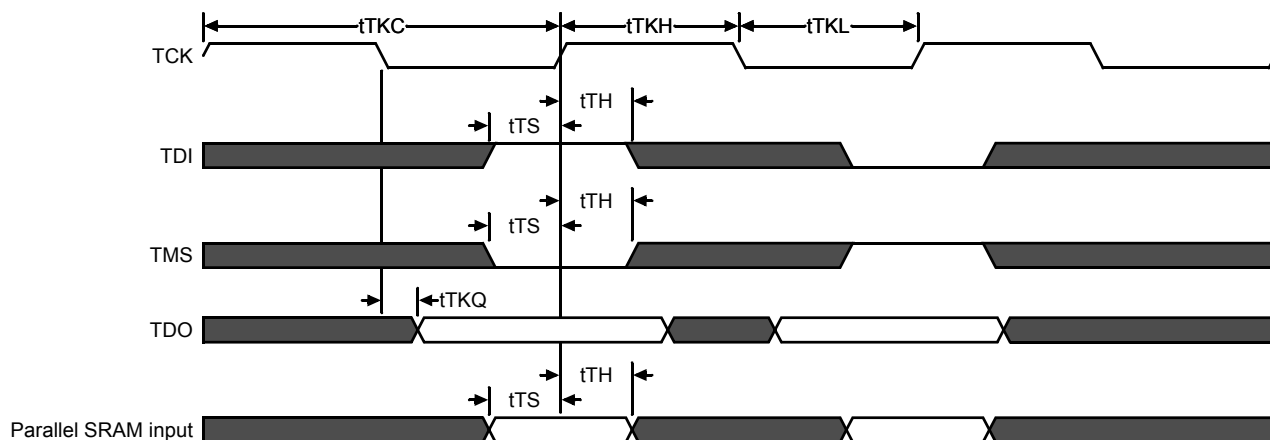 tTKC
tTKH
tTKL
TCK
tTH
tTS
TDI
tTH
tTS
TMS
tTKQ
TDO
tTH
tTS
Parallel SRAM input